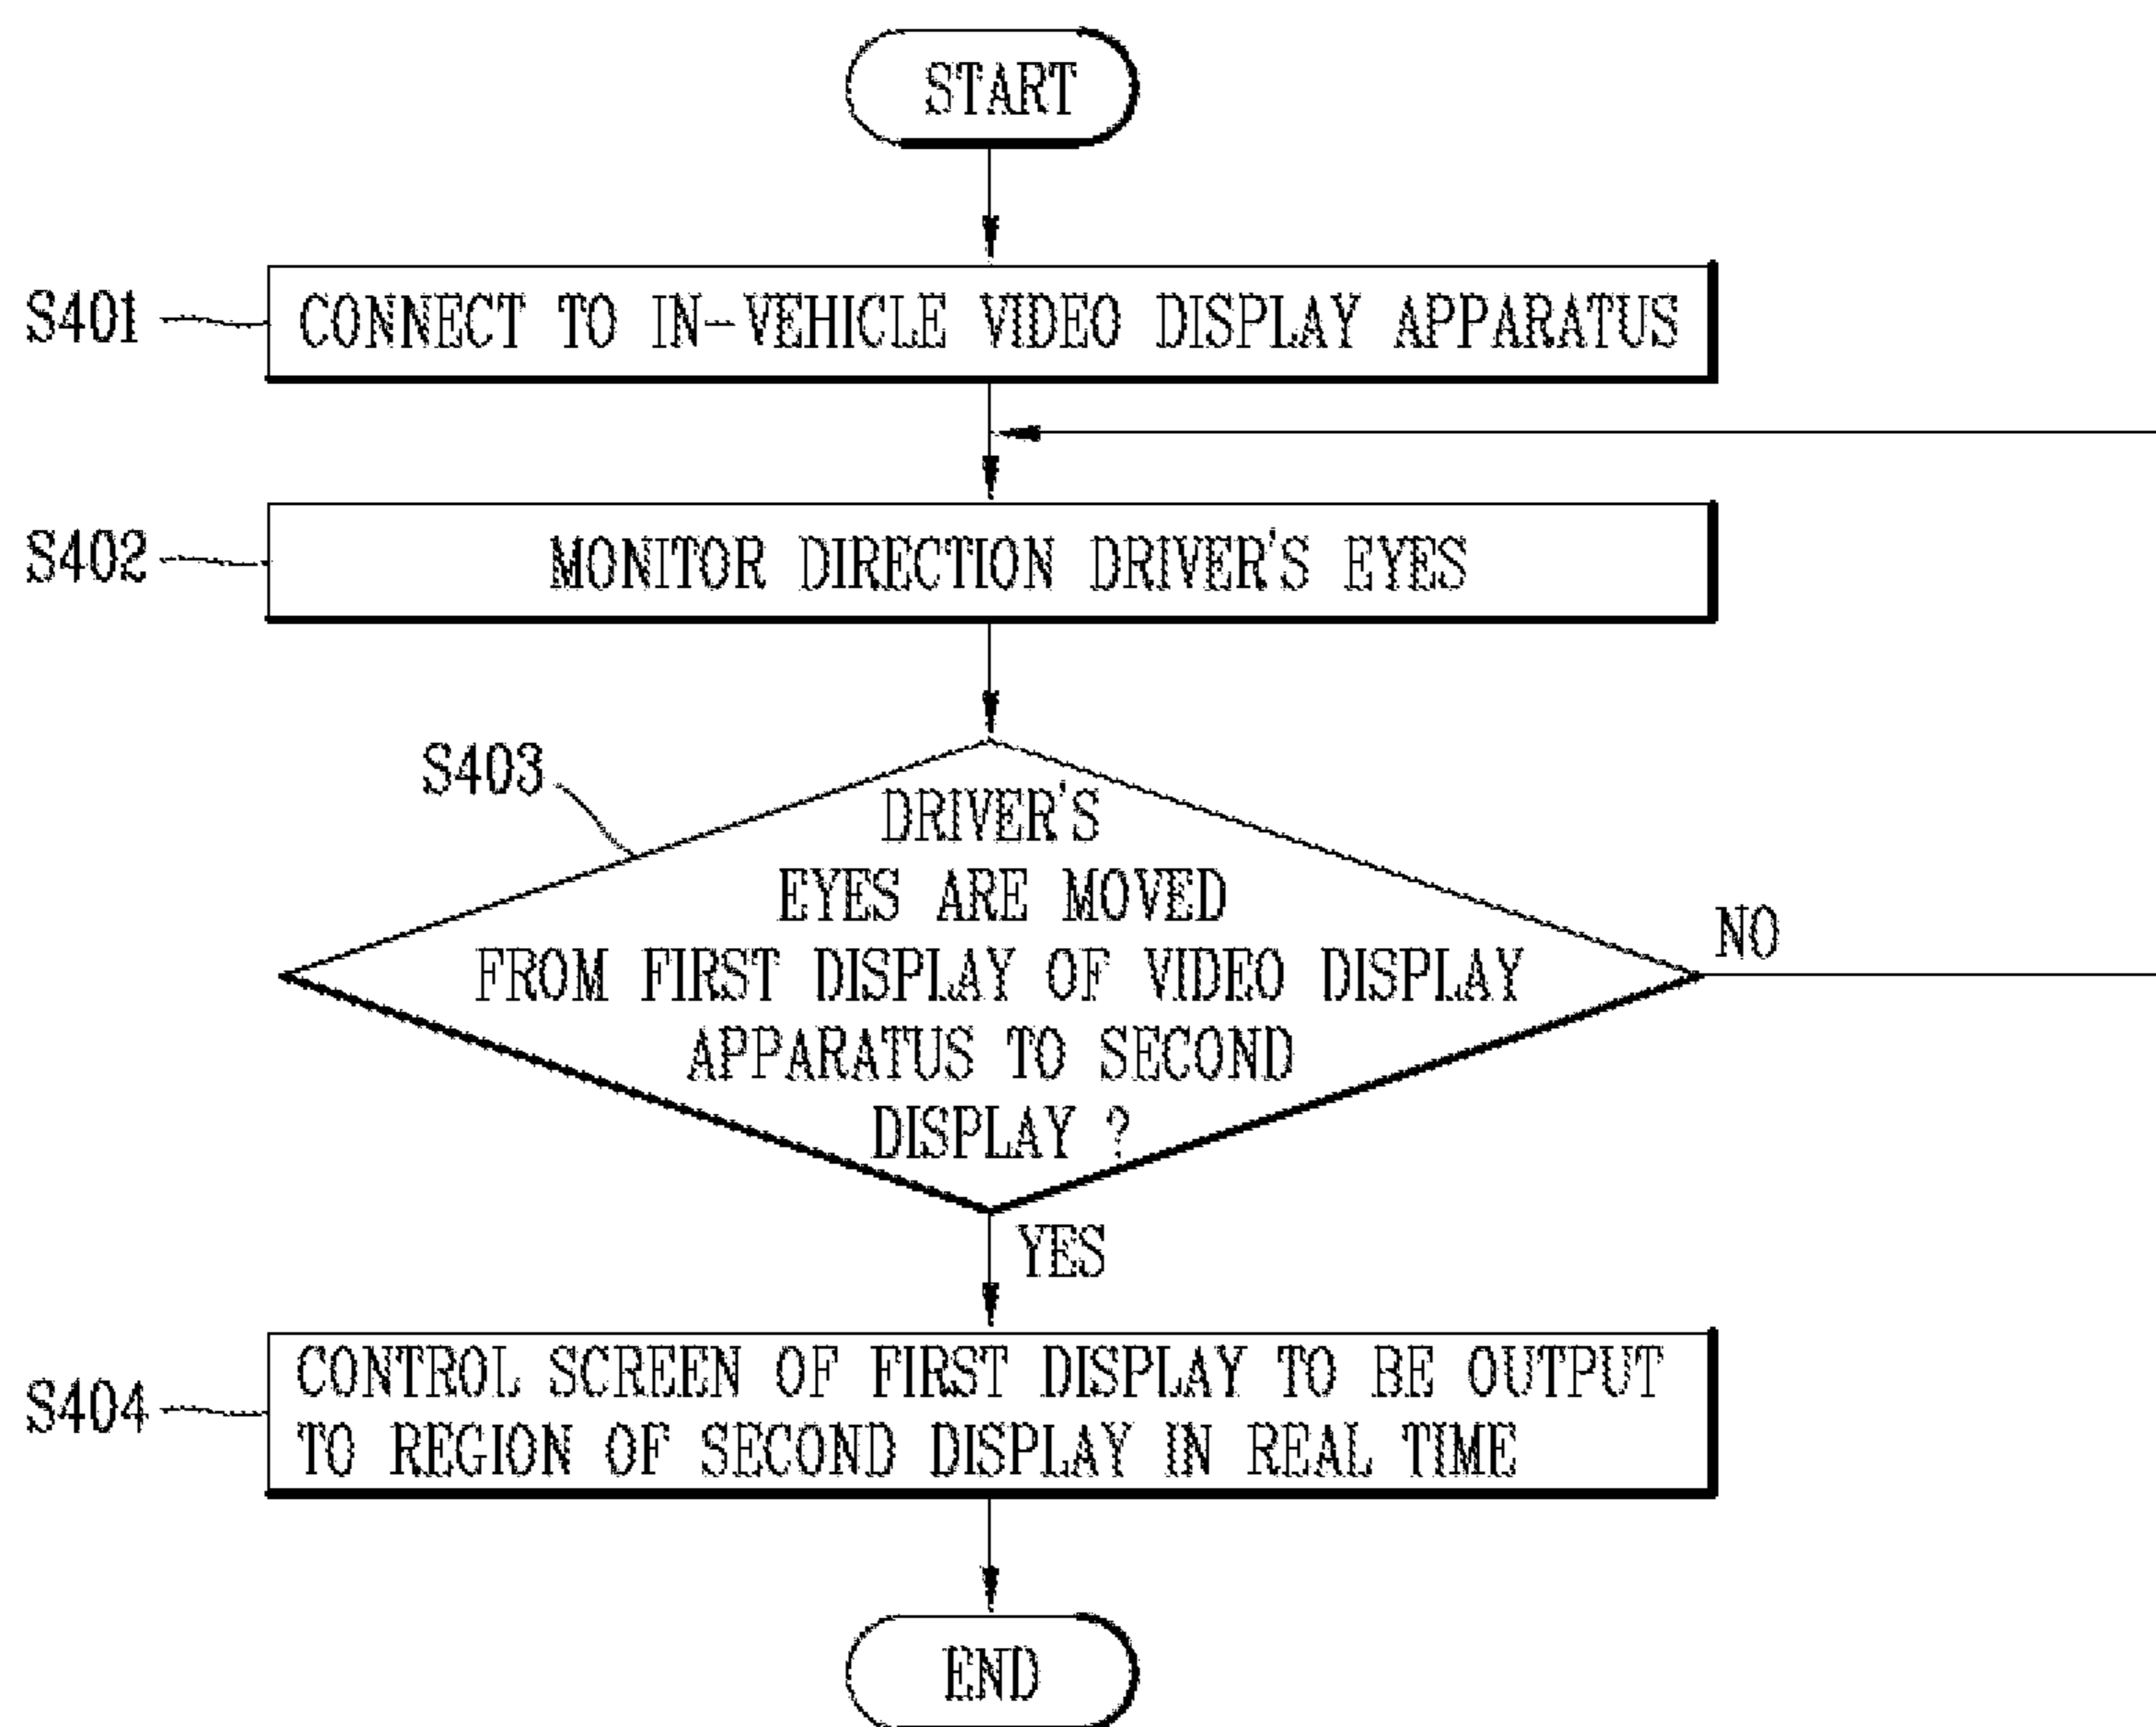 START
S401
CONNECT TO IN-VEHICLE VIDEO DISPLAY APPARATUS
S402
MONITOR DIRECTION DRIVER'S EYES
S403
DRIVER'S
EYES ARE MOVED
FROM FIRST DISPLAY OF VIDEO DISPLAY
APPARATUS TO SECOND
DISPLAY ?
NO
YES
S404
CONTROL SCREEN OF FIRST DISPLAY TO BE OUTPUT
TO REGION OF SECOND DISPLAY IN REAL TIME
END